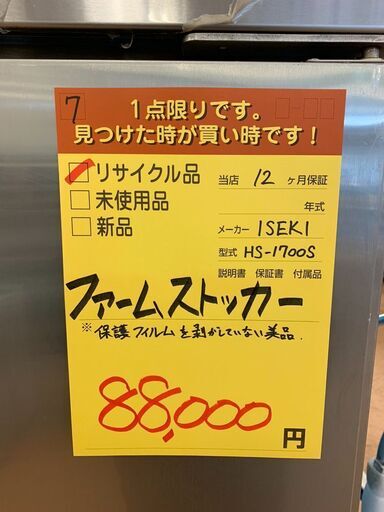 7
1点限りです。
見つけた時が買い時です！
リサイクル品
未使用品
新品
当店 12 ヶ月保証
年式
メーカー ISEKI
型式 HS-1700S
説明書 保証書 付属品
ファームストッカー
※保護フィルムを剥がしていない美品.
88,000円